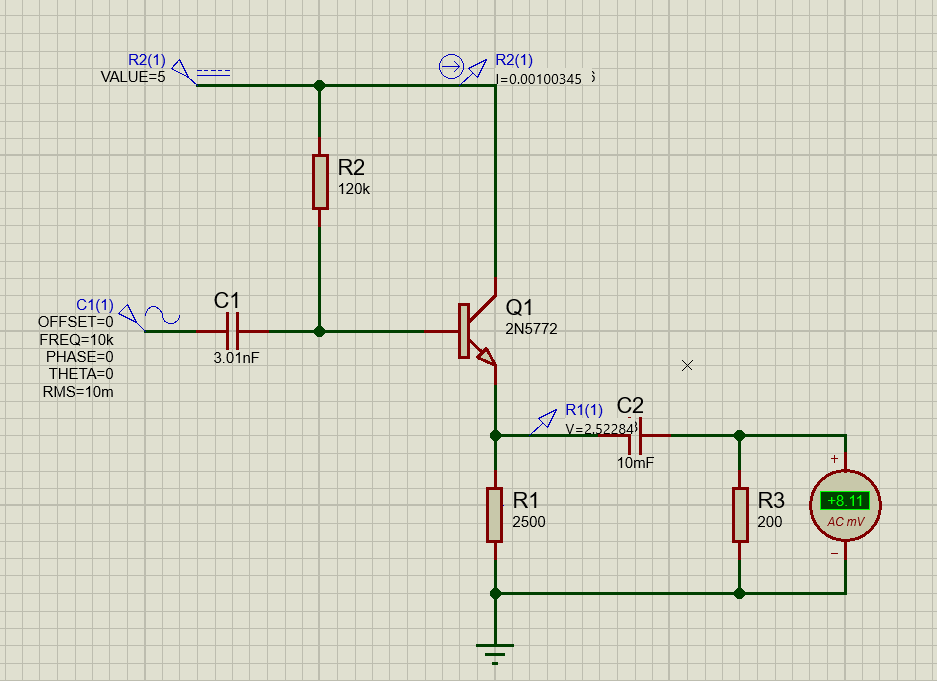 R2(1)
VALUE=5
R2(1)
I=0.00100345
R2
120k
C1(1)
OFFSET=0
FREQ=10k
PHASE=0
THETA=0
RMS=10m
C1
3.01nF
Q1
2N5772
R1(1)
V=2.52284
C2
10mF
R1
2500
R3
200
+
+8.11
AC mV
−